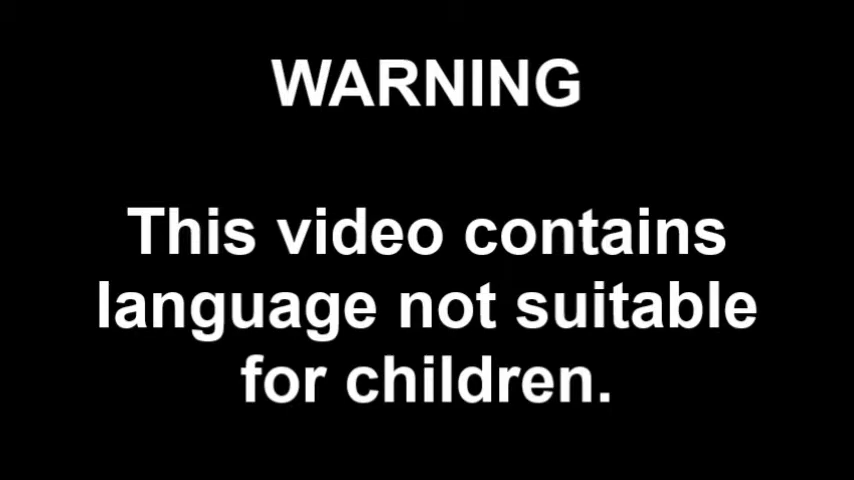 WARNING
This video contains
language not suitable
for children.